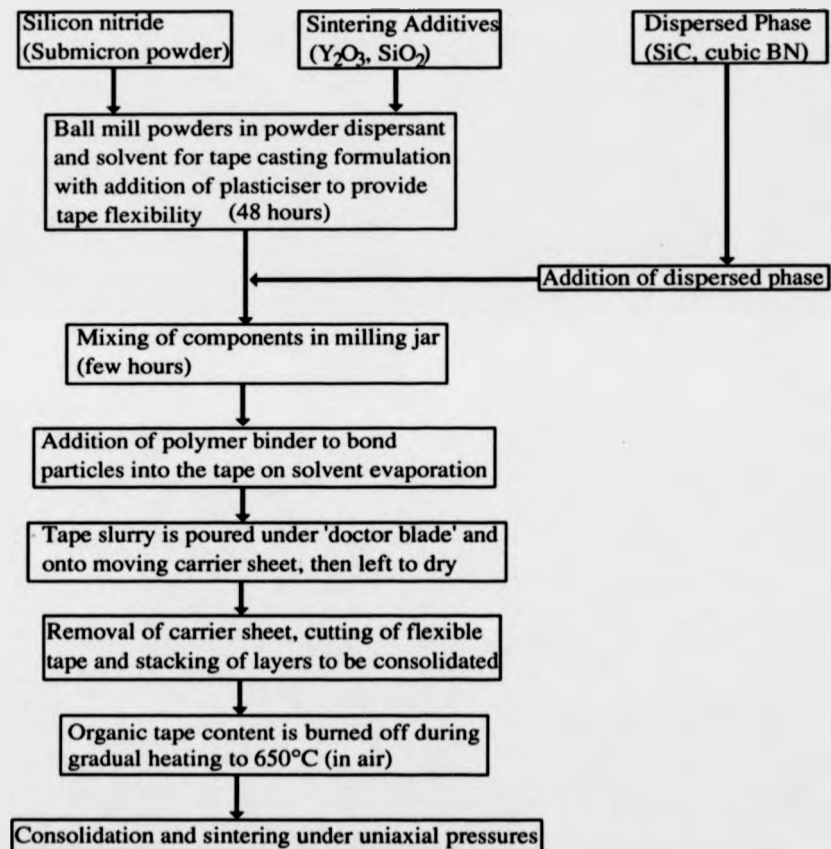 Silicon nitride
(Submicron powder)
Sintering Additives
(Y₂O₃, SiO₂)
Dispersed Phase
(SiC, cubic BN)
Ball mill powders in powder dispersant
and solvent for tape casting formulation
with addition of plasticiser to provide
tape flexibility (48 hours)
Addition of dispersed phase
Mixing of components in milling jar
(few hours)
Addition of polymer binder to bond
particles into the tape on solvent evaporation
Tape slurry is poured under 'doctor blade' and
onto moving carrier sheet, then left to dry
Removal of carrier sheet, cutting of flexible
tape and stacking of layers to be consolidated
Organic tape content is burned off during
gradual heating to 650°C (in air)
Consolidation and sintering under uniaxial pressures